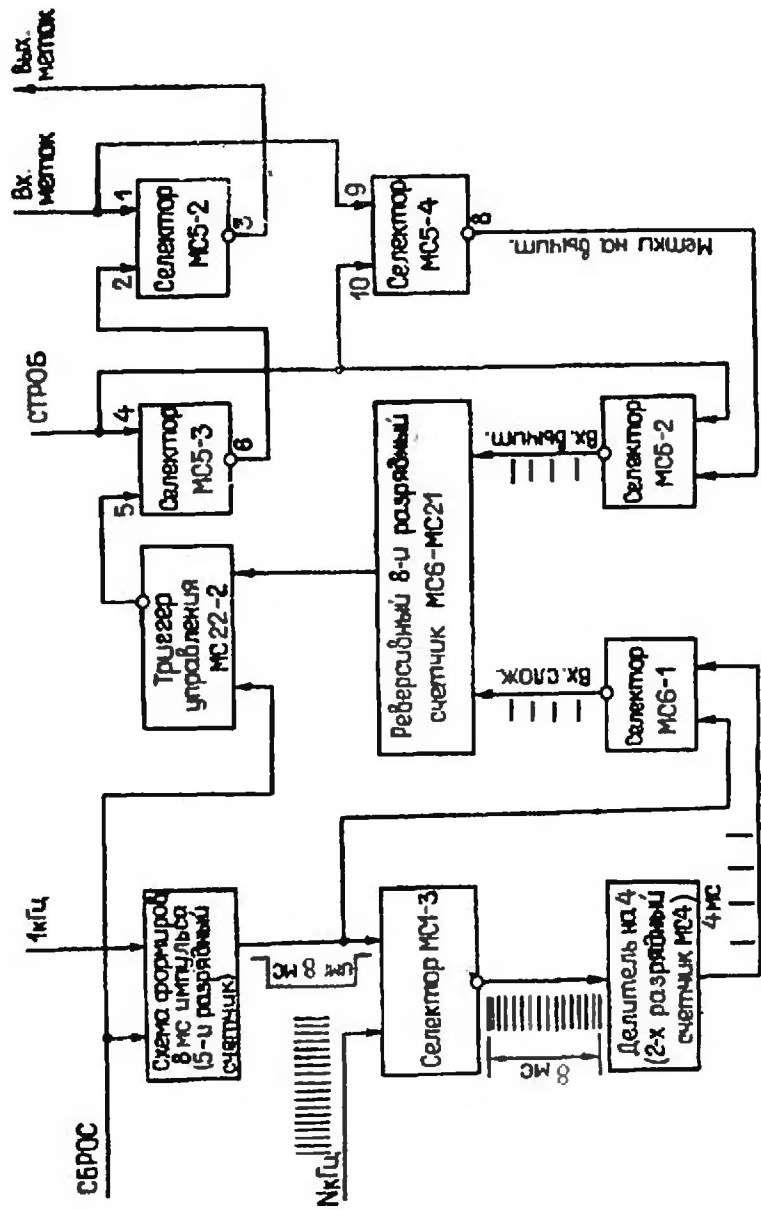 СБРОС
1кГц
Схема формиров.
8 мс импульса
(5-и разрядный
счетчик)
Триггер
управления
МС22-2
СТРОБ
5
4
Селектор
МС5-3
6
Вх.
меток
Вых.
меток
2
1
Селектор
МС5-2
3
NкГц
8 мс
Селектор МС1-3
8 мс
Делитель на 4
(2-х разрядный
счетчик МС4)
4 мс
Реверсивный 8-и разрядный
счетчик МС6-МС21
Вх. слож.
Вх. вычит.
Селектор
МС6-1
Селектор
МС6-2
10
9
Селектор
МС5-4
8
Метки на вычит.